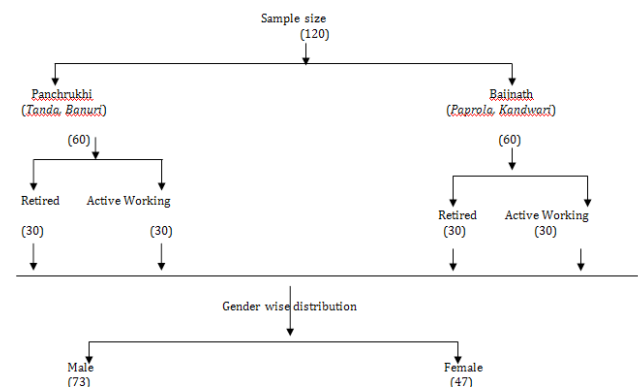 Sample size
(120)
Panchrukhi
(Tanda, Banuri)
(60)
Baijnath
(Paprola, Kandwari)
(60)
Retired Active Working
(30) (30)
Retired Active Working
(30) (30)
Gender wise distribution
Male
(73)
Female
(47)